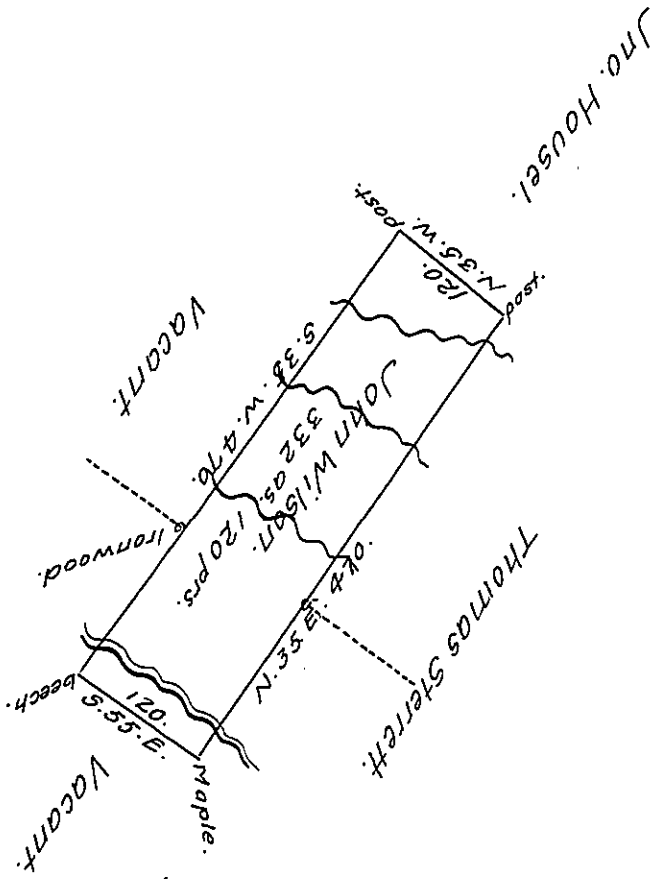 Jno. Housel.
post.
N.35.W.
120.
post.
Vacant.
S.35.W.470.
John Wilson.
332 as. 120 prs.
Ironwood.
Thomas Sterrett.
N.35 E. 470.
beech.
120.
S.55.E.
Maple.
Vacant.